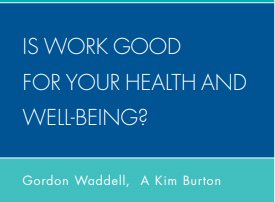 IS WORK GOOD
FOR YOUR HEALTH AND
WELL-BEING?
Gordon Waddell, A Kim Burton